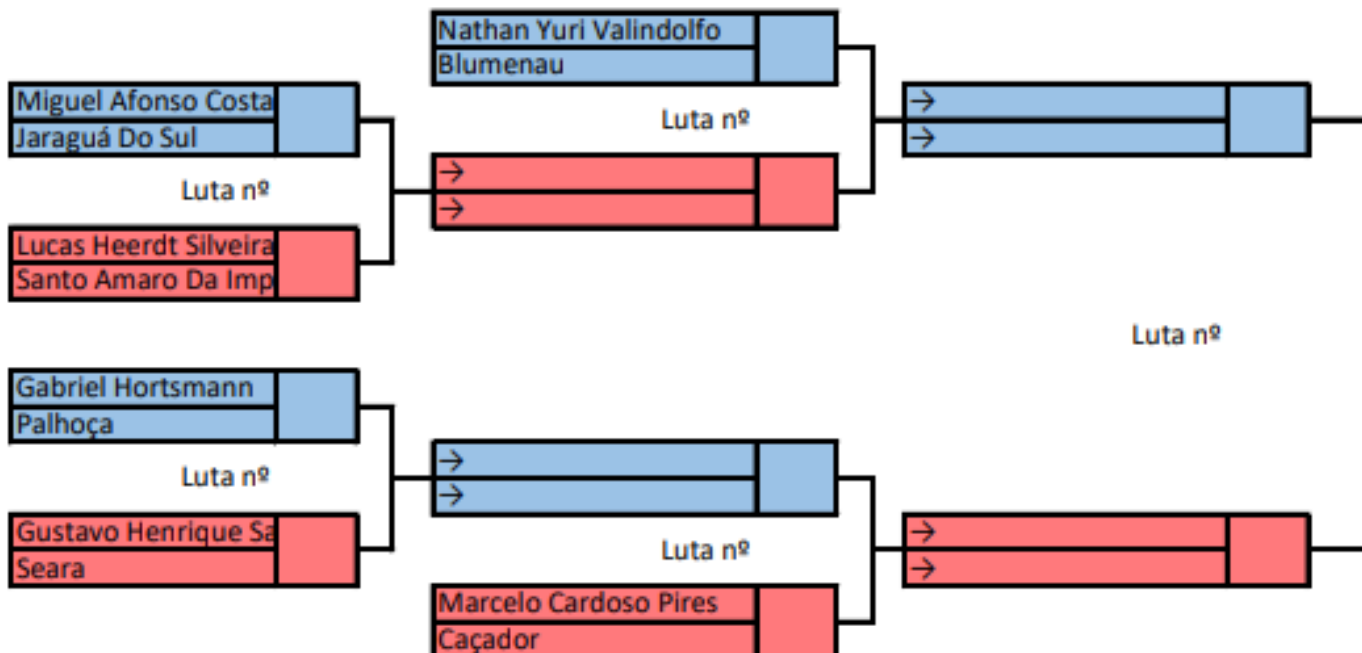 Nathan Yuri Valindolfo
Blumenau
Miguel Afonso Costa
Jaraguá Do Sul
Luta nº
→
→
Luta nº
→
→
Lucas Heerdt Silveira
Santo Amaro Da Imp
Luta nº
Gabriel Hortsmann
Palhoça
Luta nº
→
→
Gustavo Henrique Sa
Seara
Luta nº
→
→
Marcelo Cardoso Pires
Caçador